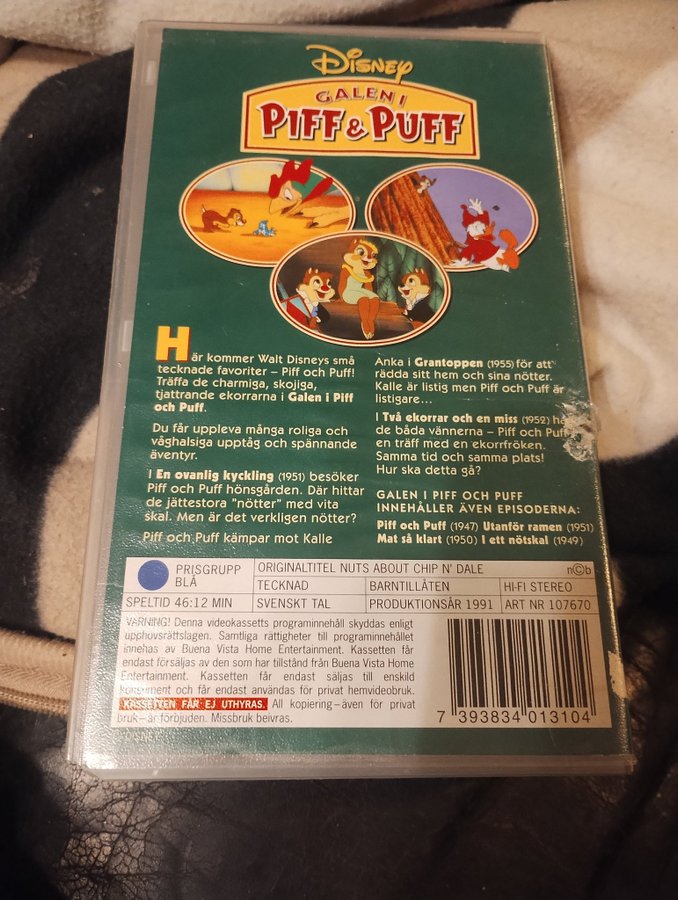 Disney
GALEN I
PIFF & PUFF
Här kommer Walt Disneys små
tecknade favoriter – Piff och Puff!
Träffa de charmiga, skojiga,
tjattrande ekorrarna i Galen i Piff
och Puff.
Du får uppleva många roliga och
våghalsiga upptåg och spännande
äventyr.
I En ovanlig kyckling (1951) besöker
Piff och Puff hönsgården. Där hittar
de jättestora "nötter" med vita
skal. Men är det verkligen nötter?
Piff och Puff kämpar mot Kalle
Anka i Grantoppen (1955) för att
rädda sitt hem och sina nötter.
Kalle är listig men Piff och Puff är
listigare...
I Två ekorrar och en miss (1952)
de båda vännerna – Piff och Puff
en träff med en ekorrfröken.
Samma tid och samma plats!
Hur ska detta gå?
GALEN I PIFF OCH PUFF
INNEHÅLLER ÄVEN EPISODERNA:
Piff och Puff (1947) Utanför ramen (1951)
Mat så klart (1950) I ett nötskal (1949)
PRISGRUPP
BLÅ
ORIGINALTITEL NUTS ABOUT CHIP N' DALE
n©b
TECKNAD
BARNTILLÅTEN
HI-FI STEREO
SPELTID 46:12 MIN
SVENSKT TAL
PRODUKTIONSÅR 1991
ART NR 107670
VARNING! Denna videokassetts programinnehåll skyddas enligt
upphovsrättslagen. Samtliga rättigheter till programinnehållet
innehas av Buena Vista Home Entertainment. Kassetten får
endast försäljas av den som har tillstånd från Buena Vista Home
Entertainment. Kassetten får endast säljas till enskild
konsument och får endast användas för privat hemvideobruk.
KASSETTEN FÅR EJ UTHYRAS. All kopiering – även för privat
bruk – är förbjuden. Missbruk beivras.
7 393834 013104
DISNEY